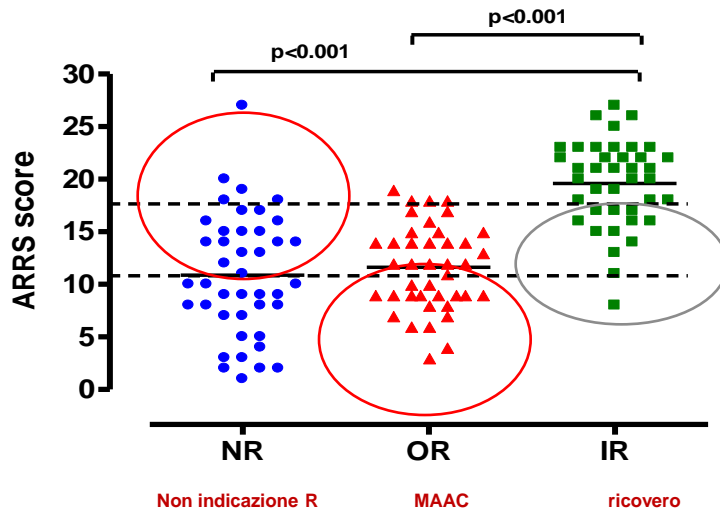 p<0.001
p<0.001
30
25
20
15
10
5
0
ARRS score
NR OR IR
Non indicazione R MAAC ricovero